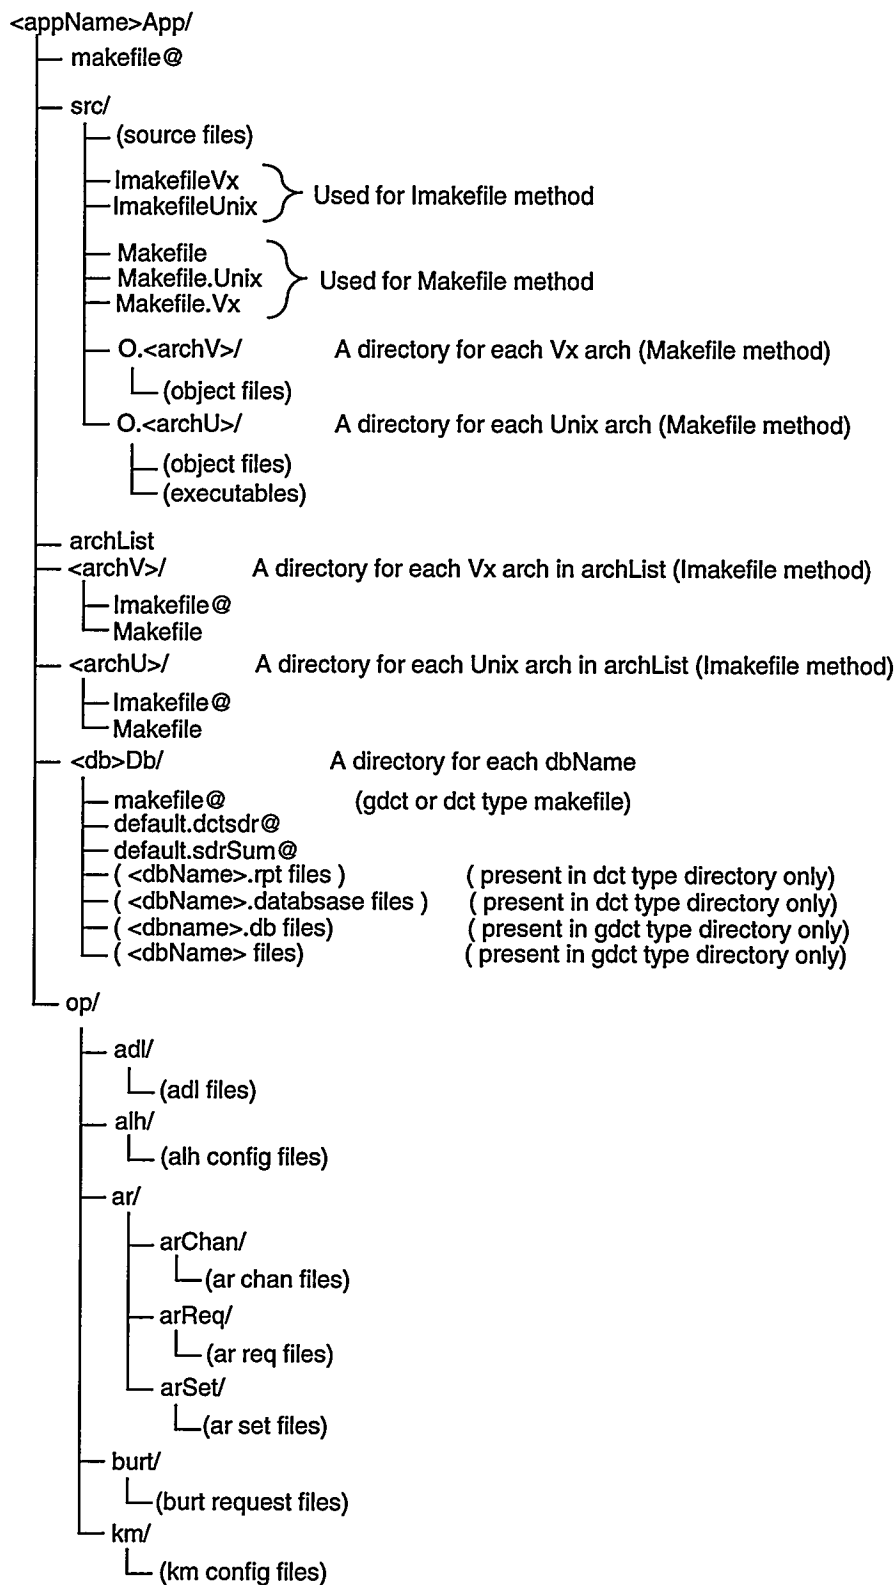 <appName>App/
makefile@
src/
(source files)
ImakefileVx
ImakefileUnix
Used for Imakefile method
Makefile
Makefile.Unix
Makefile.Vx
Used for Makefile method
O.<archV>/ A directory for each Vx arch (Makefile method)
(object files)
O.<archU>/ A directory for each Unix arch (Makefile method)
(object files)
(executables)
archList
<archV>/ A directory for each Vx arch in archList (Imakefile method)
Imakefile@
Makefile
<archU>/ A directory for each Unix arch in archList (Imakefile method)
Imakefile@
Makefile
<db>Db/ A directory for each dbName
makefile@ (gdct or dct type makefile)
default.dctsdr@
default.sdrSum@
( <dbName>.rpt files ) ( present in dct type directory only)
( <dbName>.databsase files ) ( present in dct type directory only)
( <dbname>.db files) ( present in gdct type directory only)
( <dbName> files) ( present in gdct type directory only)
op/
adl/
(adl files)
alh/
(alh config files)
ar/
arChan/
(ar chan files)
arReq/
(ar req files)
arSet/
(ar set files)
burt/
(burt request files)
km/
(km config files)